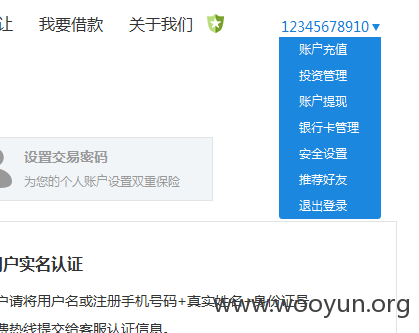 让 我要借款 关于我们
12345678910▼
账户充值
投资管理
账户提现
银行卡管理
安全设置
推荐好友
退出登录
设置交易密码
为您的个人账户设置双重保险
用户实名认证
户请将用户名或注册手机号码+真实姓名+身份证号
费热线提交给客服认证信息。
www.wooyun.org